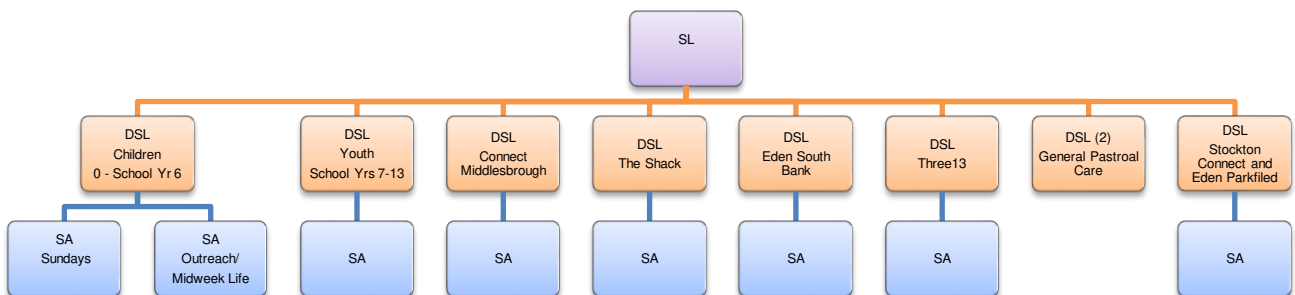 SL
DSL
Children
0 - School Yr 6
DSL
Youth
School Yrs 7-13
DSL
Connect
Middlesbrough
DSL
The Shack
DSL
Eden South
Bank
DSL
Three13
DSL (2)
General Pastroal
Care
DSL
Stockton
Connect and
Eden Parkfiled
SA
Sundays
SA
Outreach/
Midweek Life
SA
SA
SA
SA
SA
SA